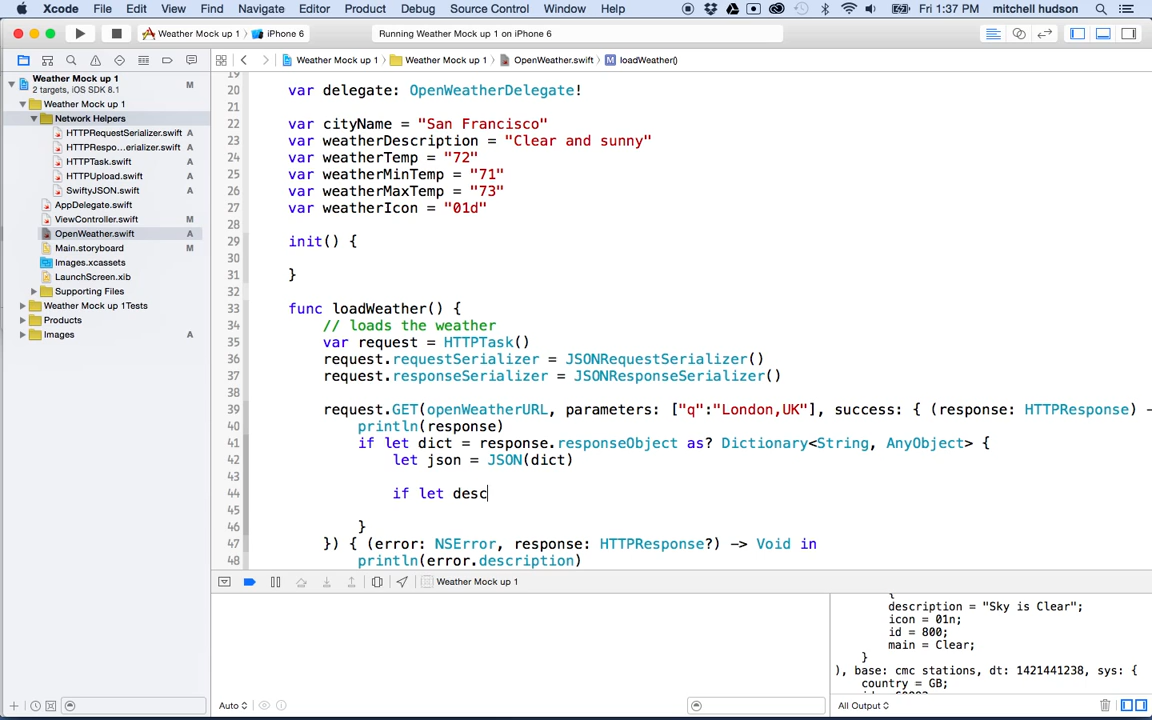 Xcode File Edit View Find Navigate Editor Product Debug Source Control Window Help Fri 1:37 PM mitchell hudson
Weather Mock up 1 iPhone 6 Running Weather Mock up 1 on iPhone 6
Weather Mock up 1 Weather Mock up 1 OpenWeather.swift M loadWeather()
Weather Mock up 1 M
2 targets, iOS SDK 8.1
Weather Mock up 1
Network Helpers
HTTPRequestSerializer.swift A
HTTPRespo...erializer.swift A
HTTPTask.swift A
HTTPUpload.swift A
SwiftyJSON.swift A
AppDelegate.swift
ViewController.swift M
OpenWeather.swift A
Main.storyboard M
Images.xcassets
LaunchScreen.xib
Supporting Files
Weather Mock up 1Tests
Products
Images A
19
20 var delegate: OpenWeatherDelegate!
21
22 var cityName = "San Francisco"
23 var weatherDescription = "Clear and sunny"
24 var weatherTemp = "72"
25 var weatherMinTemp = "71"
26 var weatherMaxTemp = "73"
27 var weatherIcon = "01d"
28
29 init() {
30
31 }
32
33 func loadWeather() {
34 // loads the weather
35 var request = HTTPTask()
36 request.requestSerializer = JSONRequestSerializer()
37 request.responseSerializer = JSONResponseSerializer()
38
39 request.GET(openWeatherURL, parameters: ["q":"London,UK"], success: { (response: HTTPResponse) -
40 println(response)
41 if let dict = response.responseObject as? Dictionary<String, AnyObject> {
42 let json = JSON(dict)
43
44 if let desc
45
46 }
47 }) { (error: NSError, response: HTTPResponse?) -> Void in
48 println(error.description)
Weather Mock up 1
{
description = "Sky is Clear";
icon = 01n;
id = 800;
main = Clear;
}
), base: cmc stations, dt: 1421441238, sys: {
country = GB;
Auto All Output